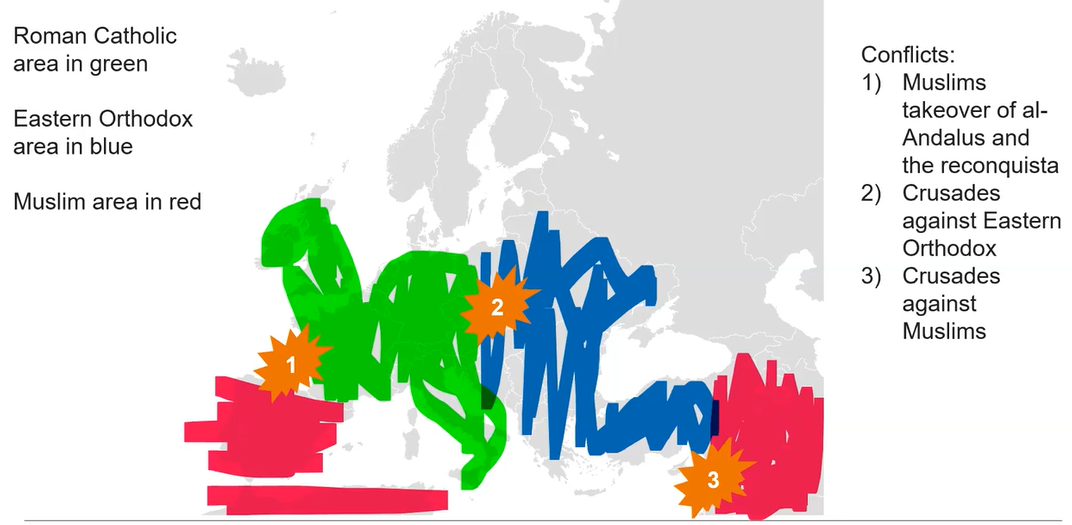 Roman Catholic
area in green
Eastern Orthodox
area in blue
Muslim area in red
1
2
3
Conflicts:
1) Muslims
takeover of al-
Andalus and
the reconquista
2) Crusades
against Eastern
Orthodox
3) Crusades
against
Muslims